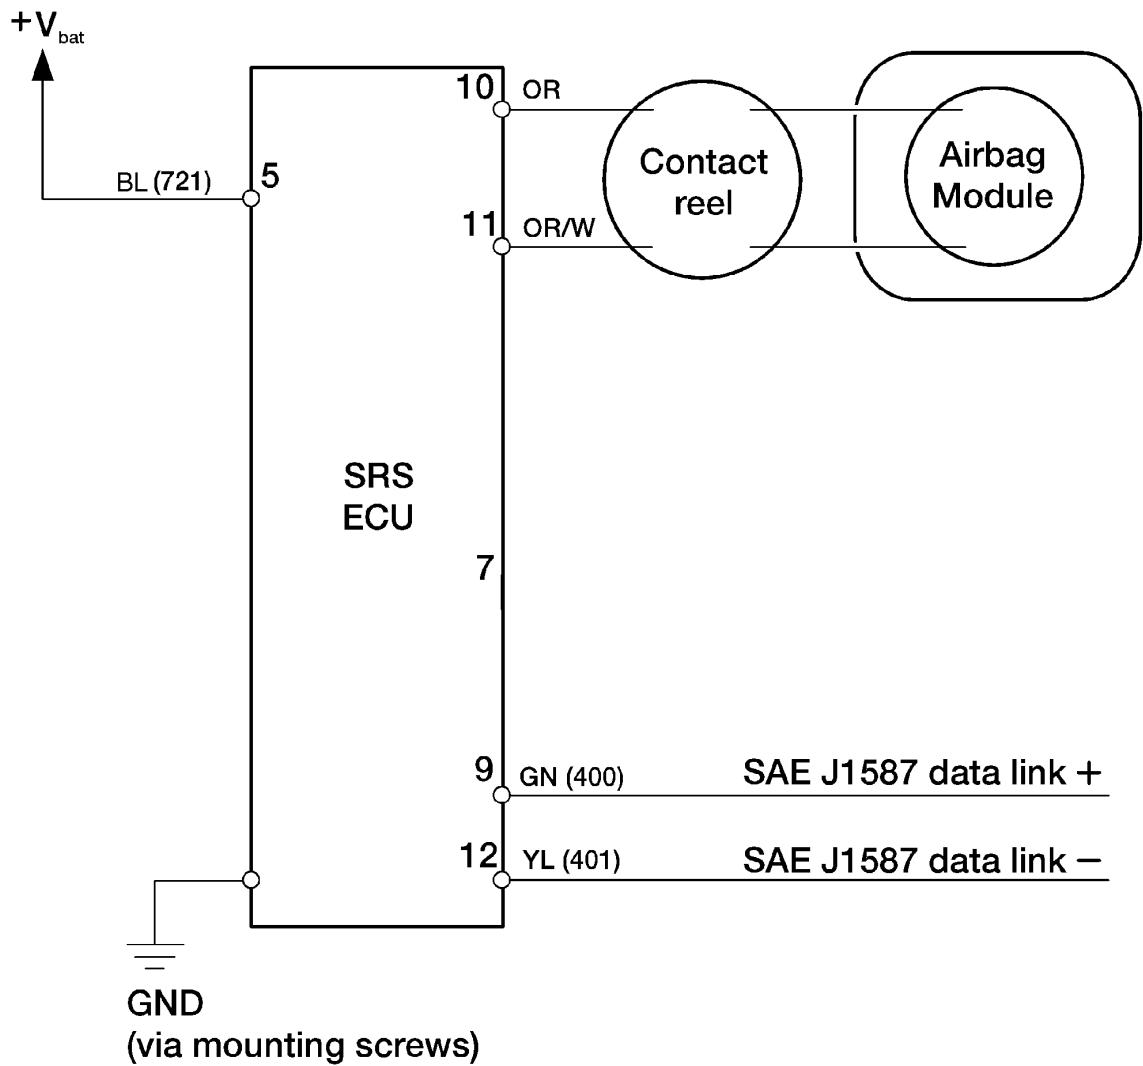 +Vbat
10 OR
BL (721) 5
Contact
reel
Airbag
Module
11 OR/W
SRS
ECU
7
9 GN (400) SAE J1587 data link +
12 YL (401) SAE J1587 data link −
GND
(via mounting screws)